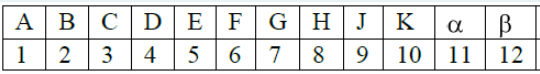 A B C D E F G H J K α β
1 2 3 4 5 6 7 8 9 10 11 12